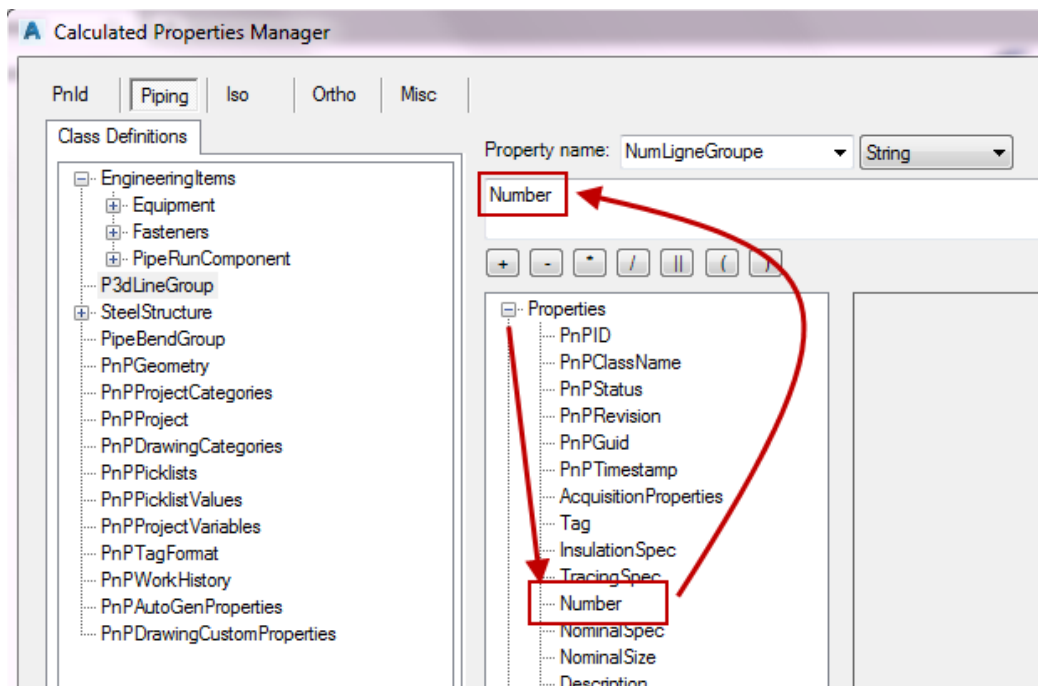 Calculated Properties Manager
PnId Piping Iso Ortho Misc
Class Definitions
EngineeringItems
Equipment
Fasteners
PipeRunComponent
P3dLineGroup
SteelStructure
PipeBendGroup
PnPGeometry
PnPProjectCategories
PnPProject
PnPDrawingCategories
PnPPicklists
PnPPicklistValues
PnPProjectVariables
PnPTagFormat
PnPWorkHistory
PnPAutoGenProperties
PnPDrawingCustomProperties
Property name: NumLigneGroupe String
Number
+ - * / || ( )
Properties
PnPID
PnPClassName
PnPStatus
PnPRevision
PnPGuid
PnPTimestamp
AcquisitionProperties
Tag
InsulationSpec
TracingSpec
Number
NominalSpec
NominalSize
Description